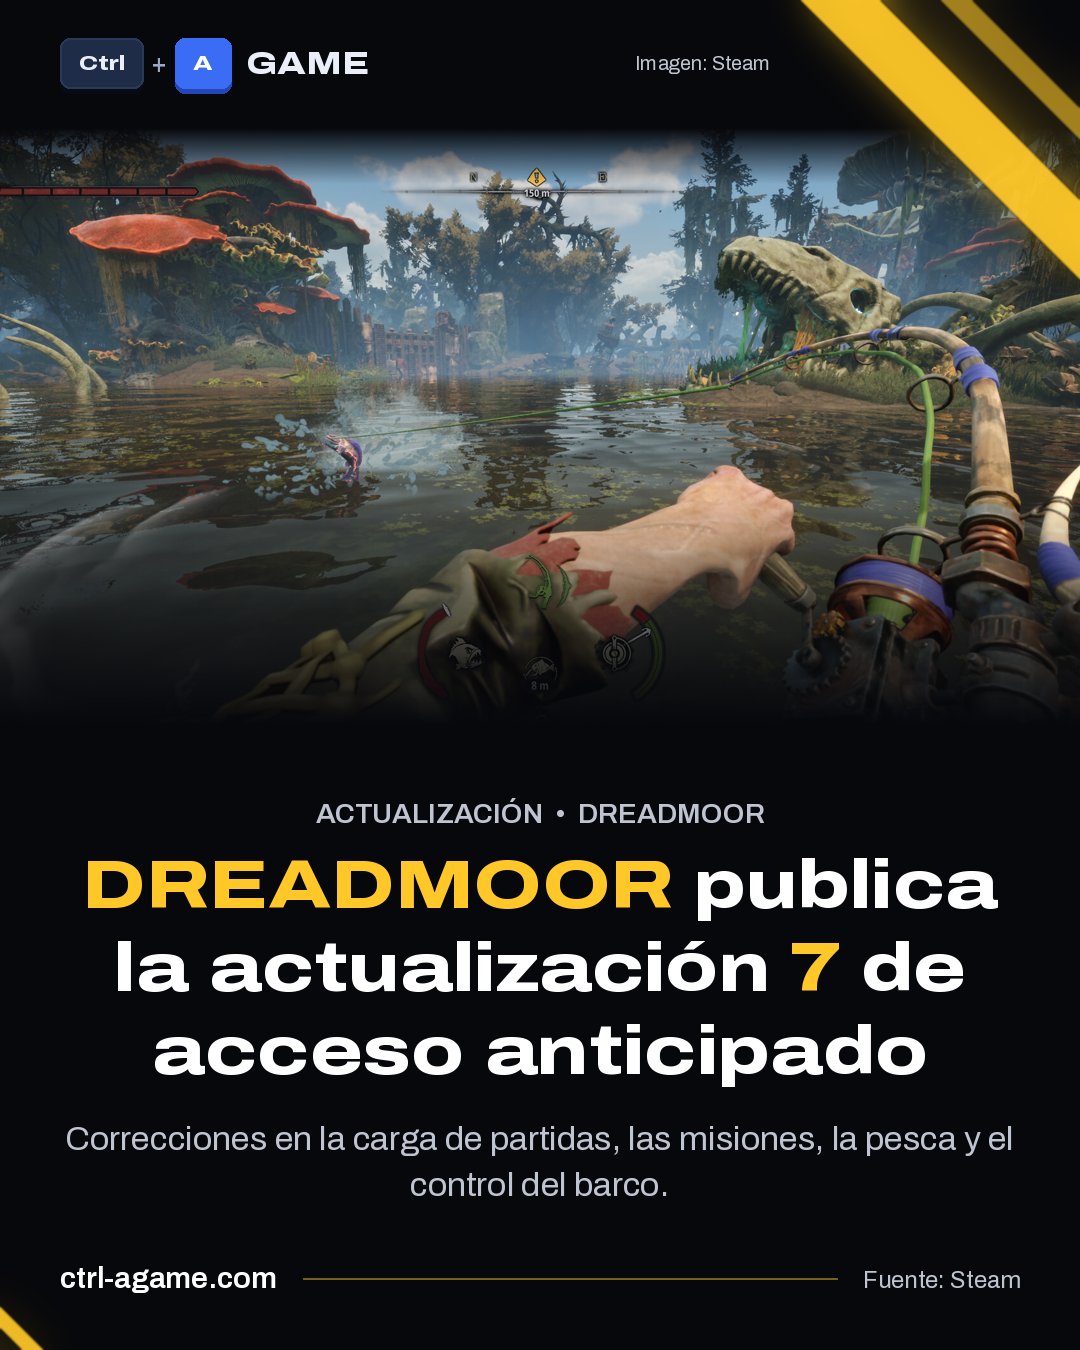 Ctrl + A GAME
Imagen: Steam
N
150 m
8 m
ACTUALIZACIÓN • DREADMOOR
DREADMOOR publica
la actualización 7 de
acceso anticipado
Correcciones en la carga de partidas, las misiones, la pesca y el
control del barco.
ctrl-agame.com
Fuente: Steam